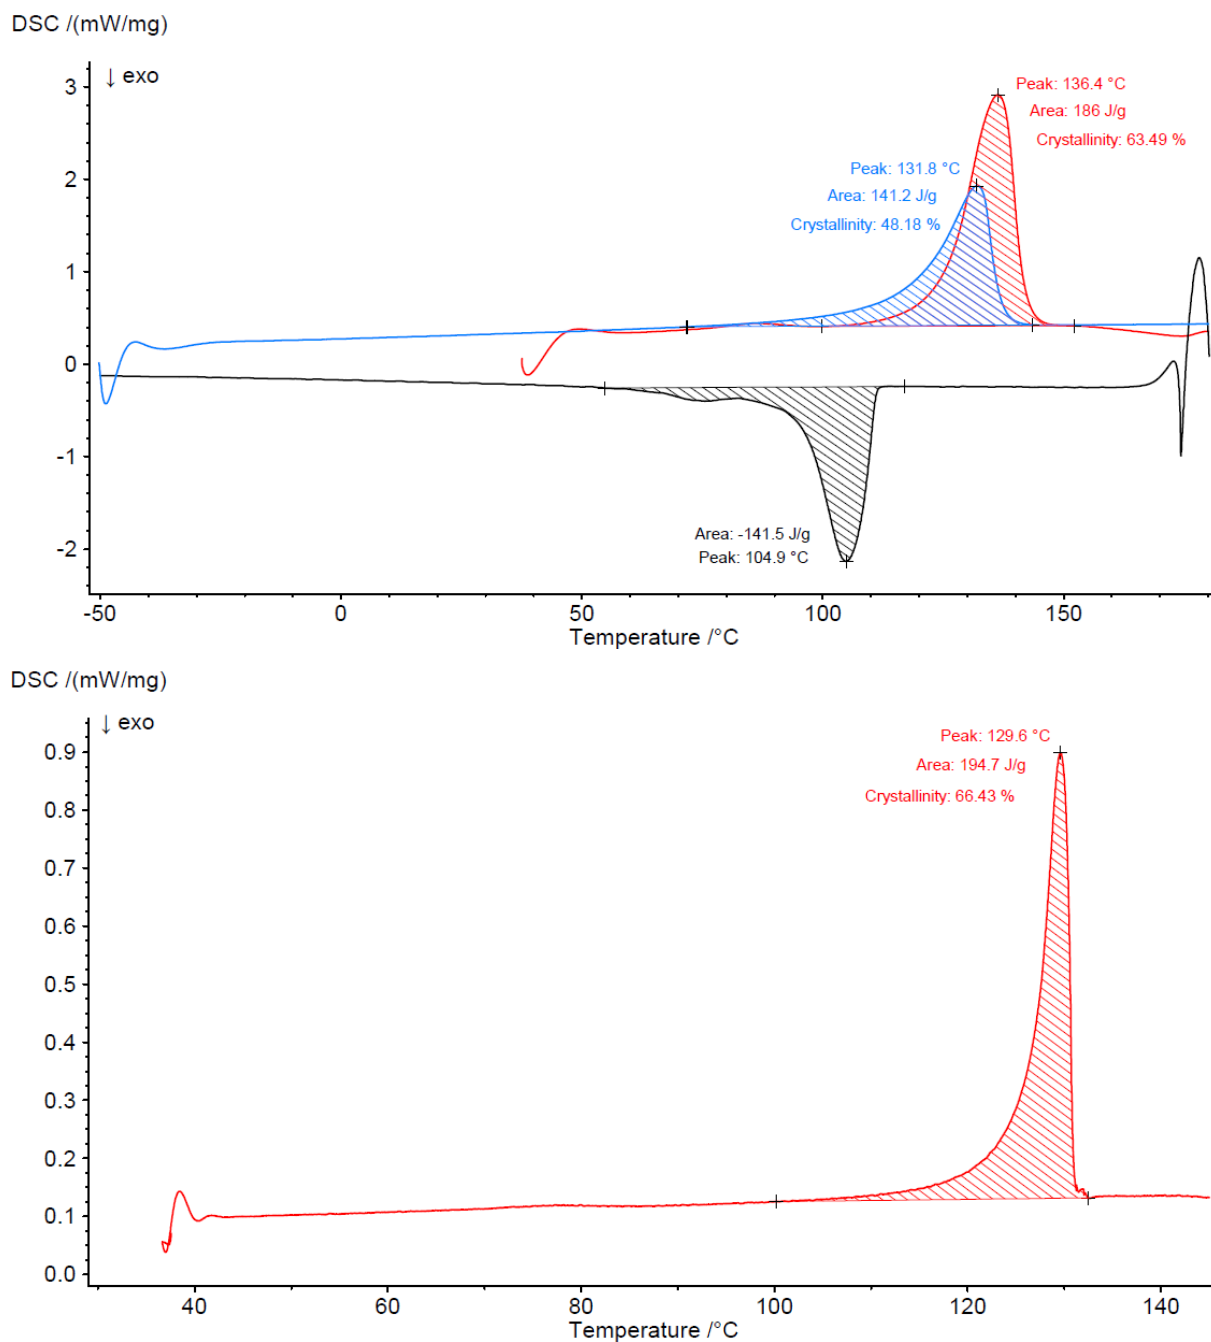 DSC /(mW/mg)
↓ exo
3
2
1
0
-1
-2
Peak: 136.4 °C
Area: 186 J/g
Crystallinity: 63.49 %
Peak: 131.8 °C
Area: 141.2 J/g
Crystallinity: 48.18 %
Area: -141.5 J/g
Peak: 104.9 °C
-50 0 50 100 150
Temperature /°C
DSC /(mW/mg)
↓ exo
0.9
0.8
0.7
0.6
0.5
0.4
0.3
0.2
0.1
0.0
Peak: 129.6 °C
Area: 194.7 J/g
Crystallinity: 66.43 %
40 60 80 100 120 140
Temperature /°C